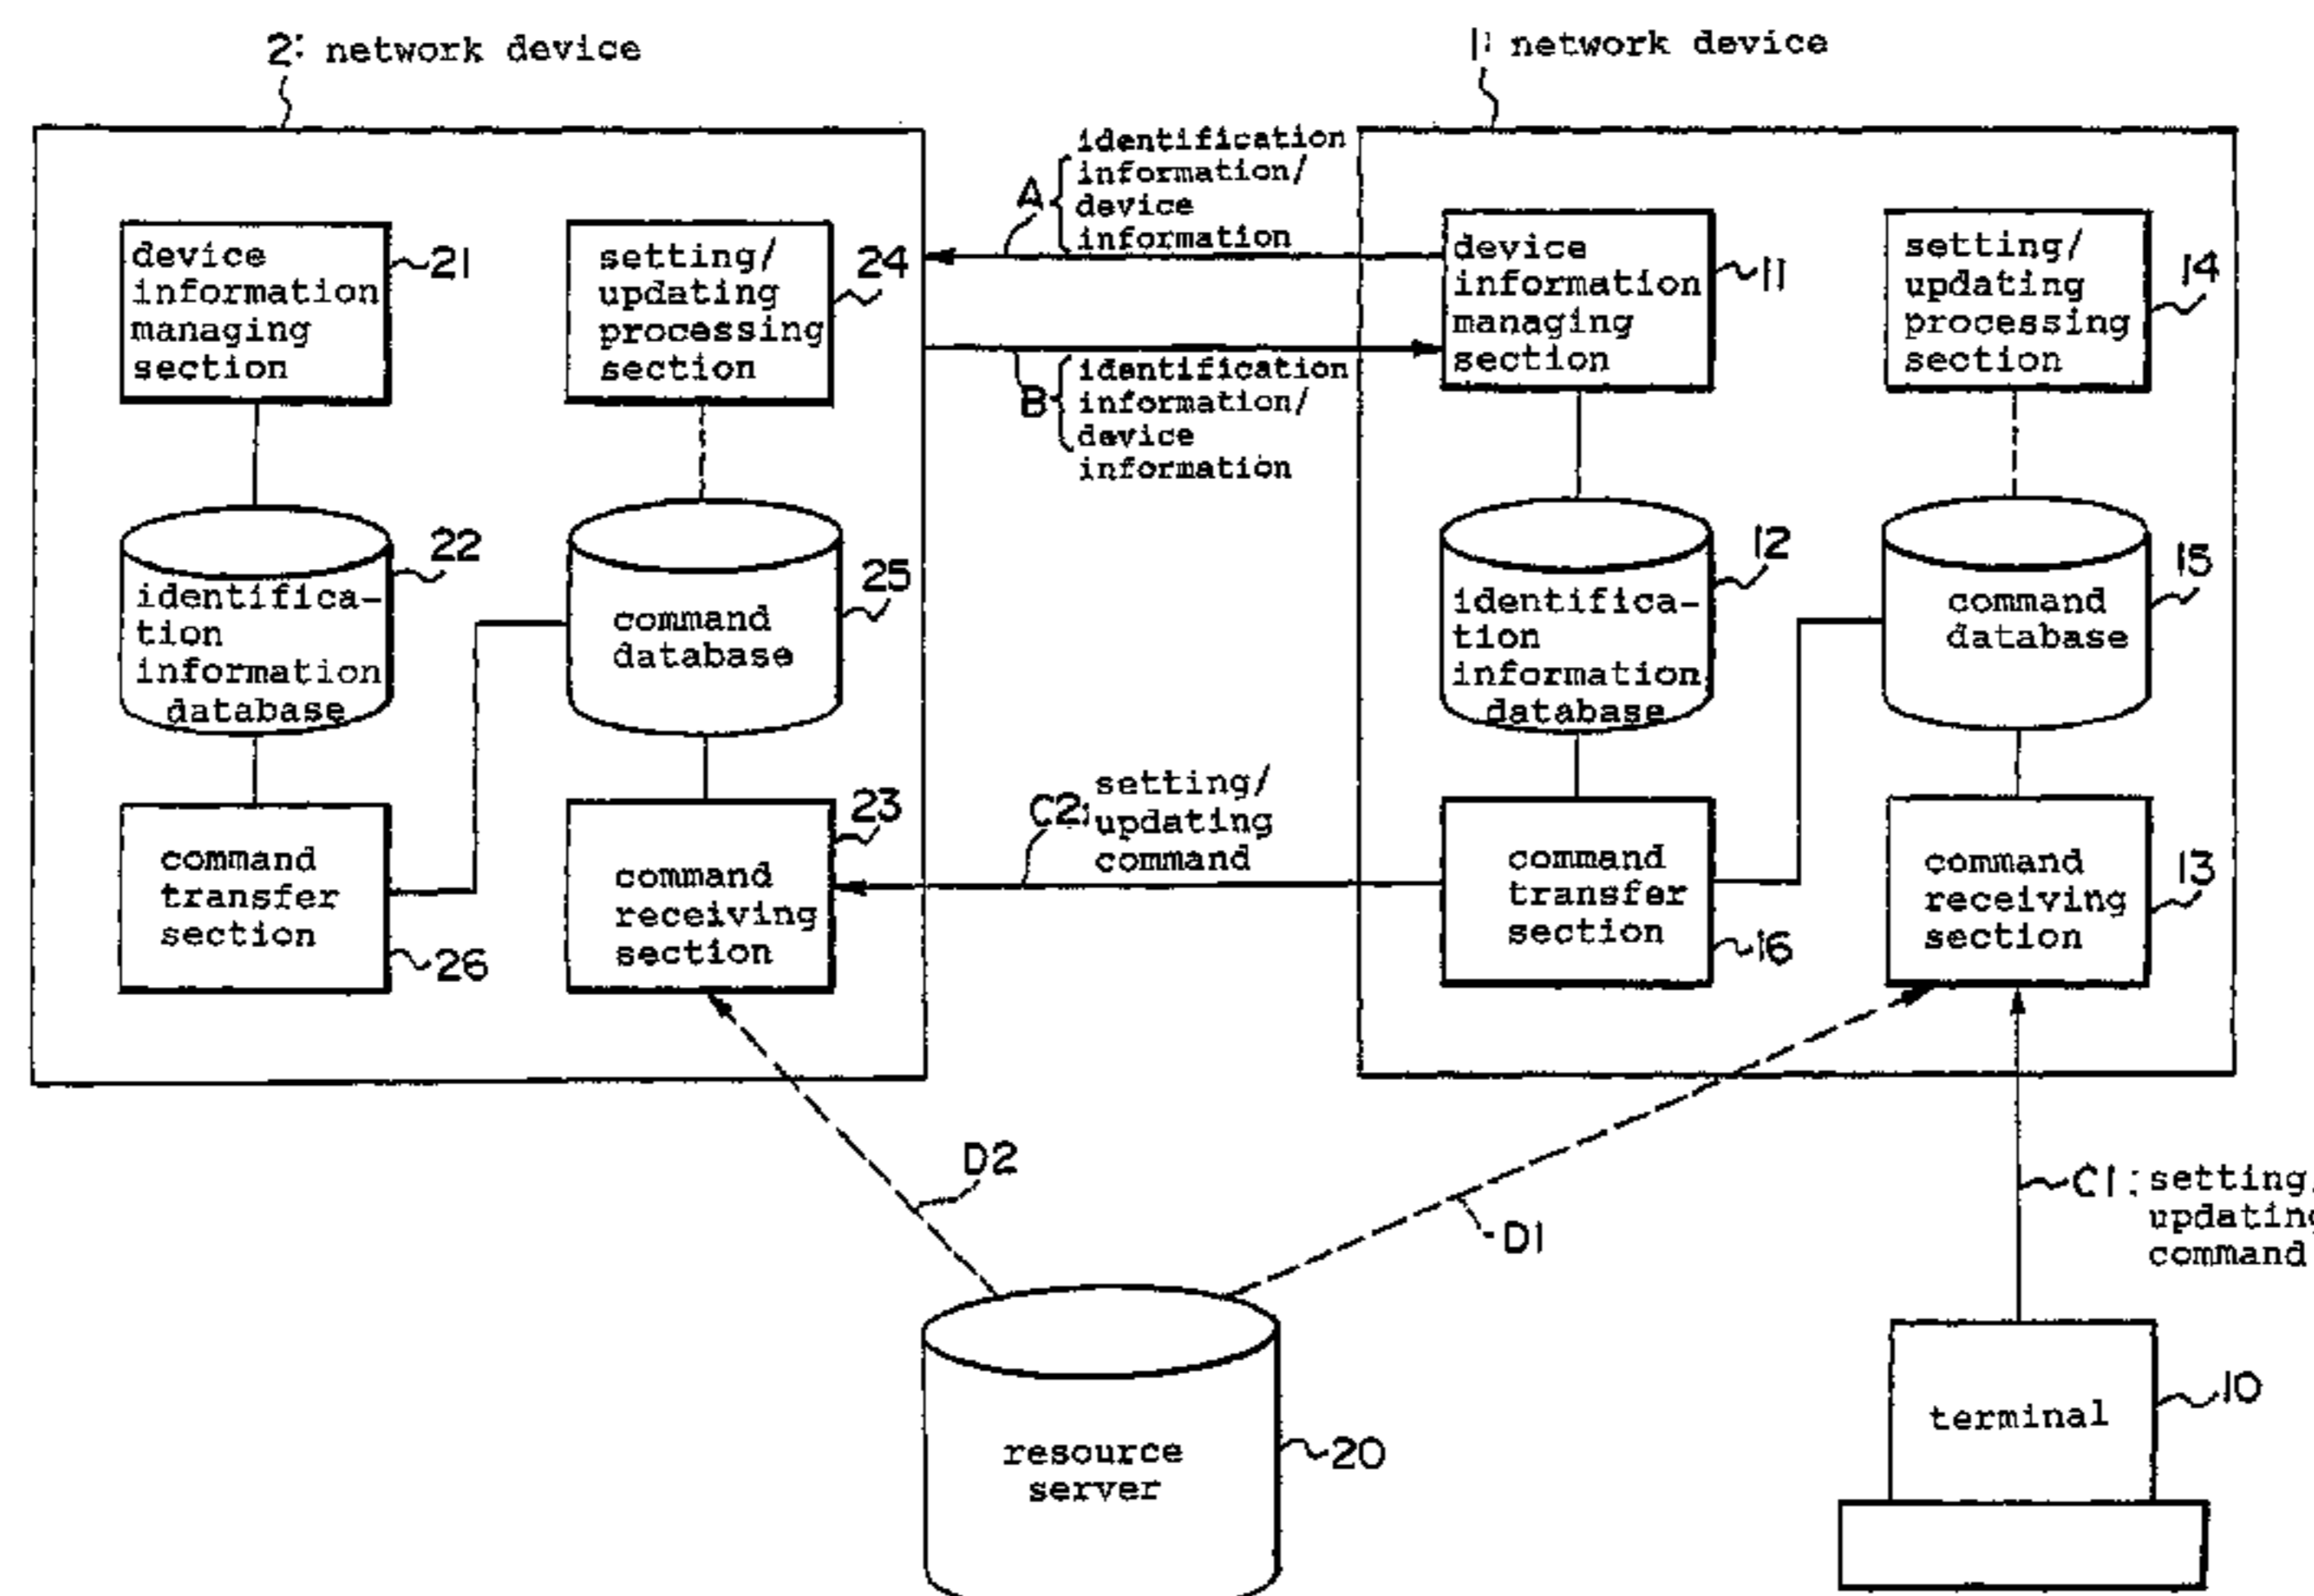 2: network device
1: network device
identification
information/
device
information
A
device
information
managing
section
21
setting/
updating
processing
section
24
device
information
managing
section
11
setting/
updating
processing
section
14
B
identification
information/
device
information
identifica-
tion
information
database
22
command
database
25
identifica-
tion
information
database
12
command
database
15
command
transfer
section
26
command
receiving
section
23
C2:
setting/
updating
command
command
transfer
section
16
command
receiving
section
13
D2
D1
C1:
setting
updating
command
resource
server
20
terminal
10